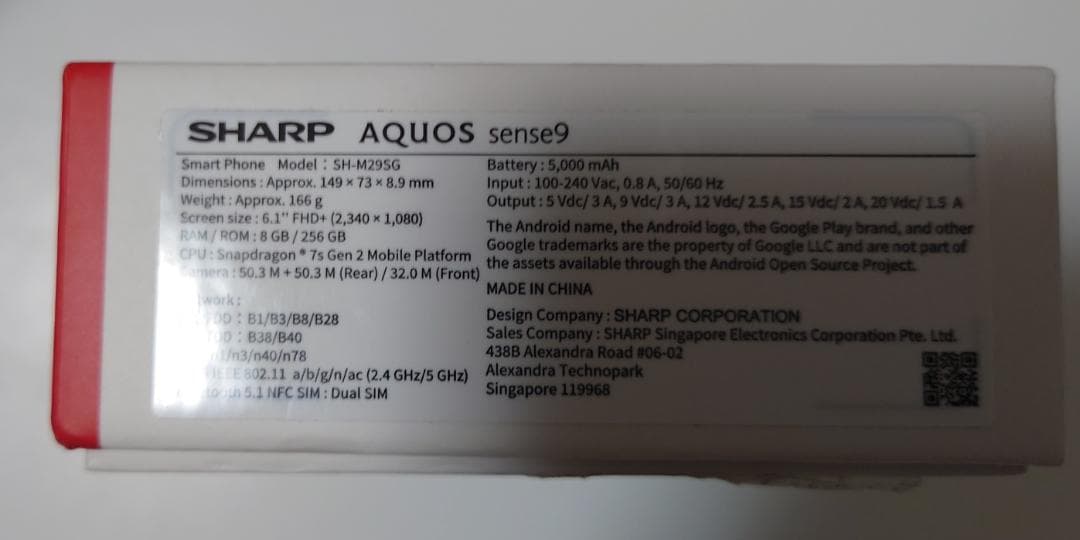 SHARP AQUOS sense9
Smart Phone Model : SH-M29SG
Dimensions : Approx. 149 × 73 × 8.9 mm
Weight : Approx. 166 g
Screen size : 6.1" FHD+ (2,340 × 1,080)
RAM / ROM : 8 GB / 256 GB
CPU : Snapdragon ® 7s Gen 2 Mobile Platform
Camera : 50.3 M + 50.3 M (Rear) / 32.0 M (Front)
: B1/B3/B8/B28
: B38/B40
/n3/n40/n78
IEEE 802.11 a/b/g/n/ac (2.4 GHz/5 GHz)
5.1 NFC SIM : Dual SIM
Battery : 5,000 mAh
Input : 100-240 Vac, 0.8 A, 50/60 Hz
Output : 5 Vdc/ 3 A, 9 Vdc/ 3 A, 12 Vdc/ 2.5 A, 15 Vdc/ 2 A, 20 Vdc/ 1.5 A
The Android name, the Android logo, the Google Play brand, and other
Google trademarks are the property of Google LLC and are not part of
the assets available through the Android Open Source Project.
MADE IN CHINA
Design Company : SHARP CORPORATION
Sales Company : SHARP Singapore Electronics Corporation Pte. Ltd.
438B Alexandra Road #06-02
Alexandra Technopark
Singapore 119968